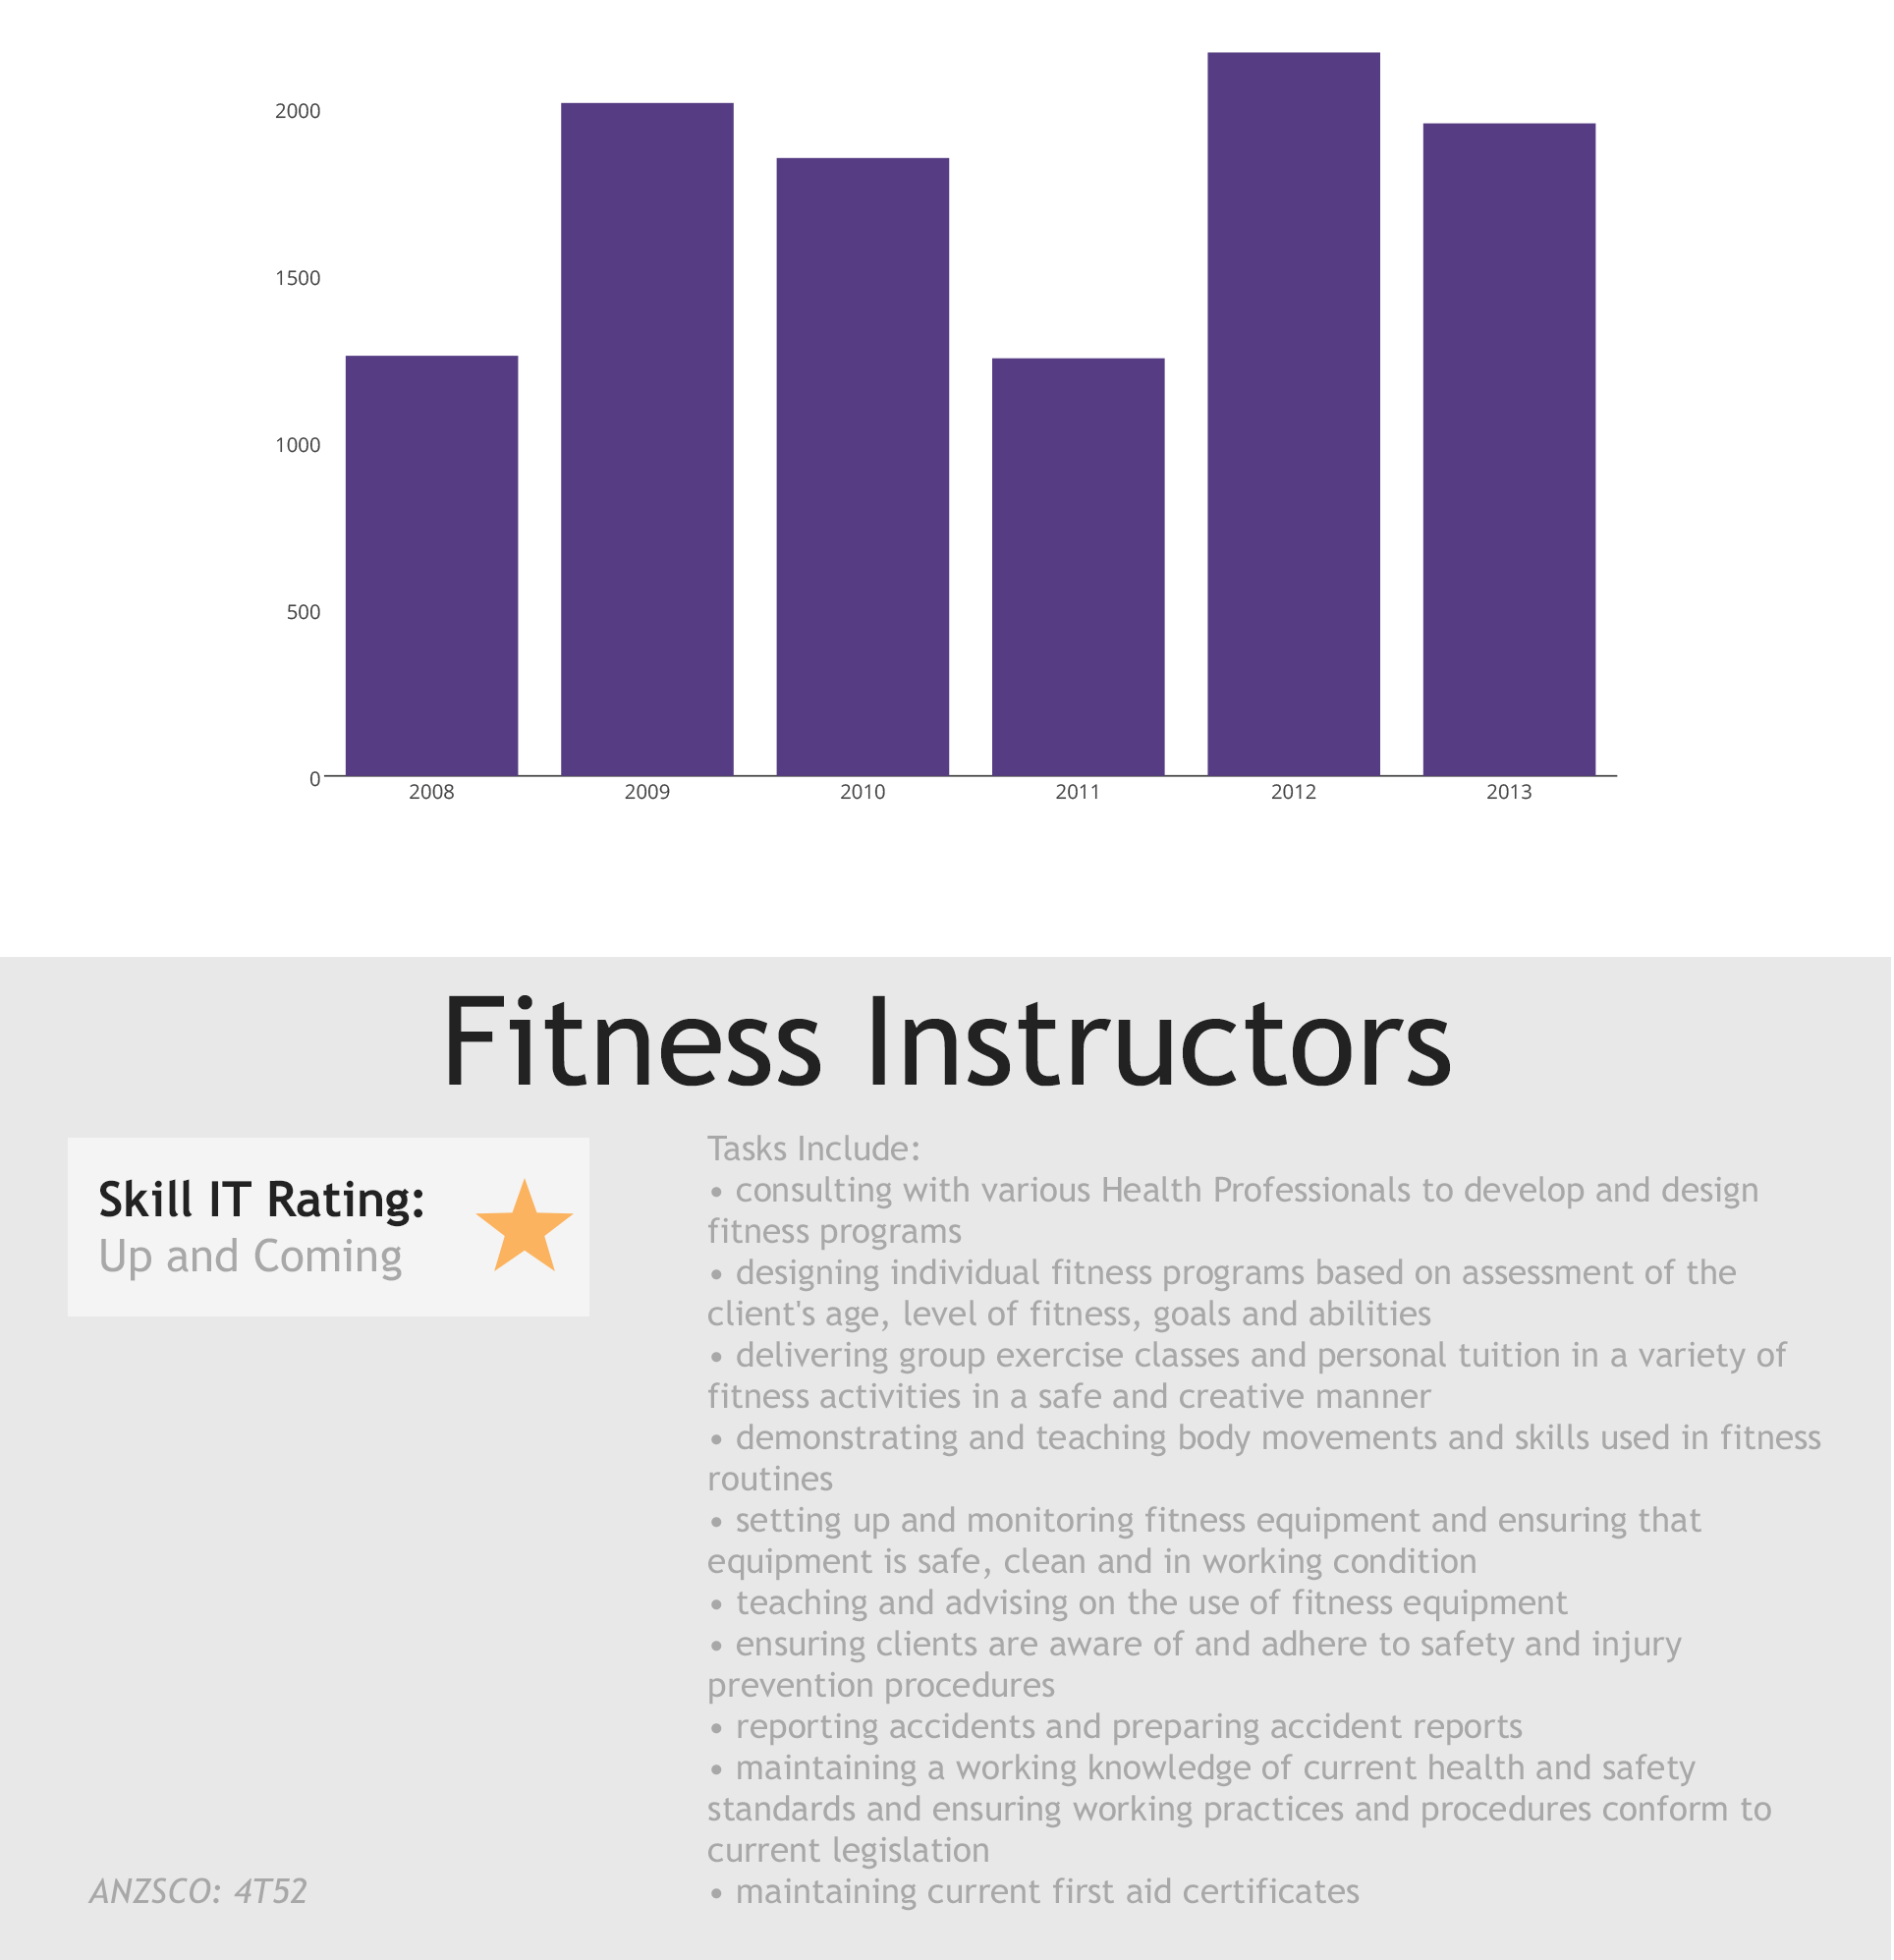 2000
1500
1000
500
0
2008 2009 2010 2011 2012 2013
Fitness Instructors
Skill IT Rating:
Up and Coming
Tasks Include:
• consulting with various Health Professionals to develop and design
fitness programs
• designing individual fitness programs based on assessment of the
client's age, level of fitness, goals and abilities
• delivering group exercise classes and personal tuition in a variety of
fitness activities in a safe and creative manner
• demonstrating and teaching body movements and skills used in fitness
routines
• setting up and monitoring fitness equipment and ensuring that
equipment is safe, clean and in working condition
• teaching and advising on the use of fitness equipment
• ensuring clients are aware of and adhere to safety and injury
prevention procedures
• reporting accidents and preparing accident reports
• maintaining a working knowledge of current health and safety
standards and ensuring working practices and procedures conform to
current legislation
• maintaining current first aid certificates
ANZSCO: 4T52